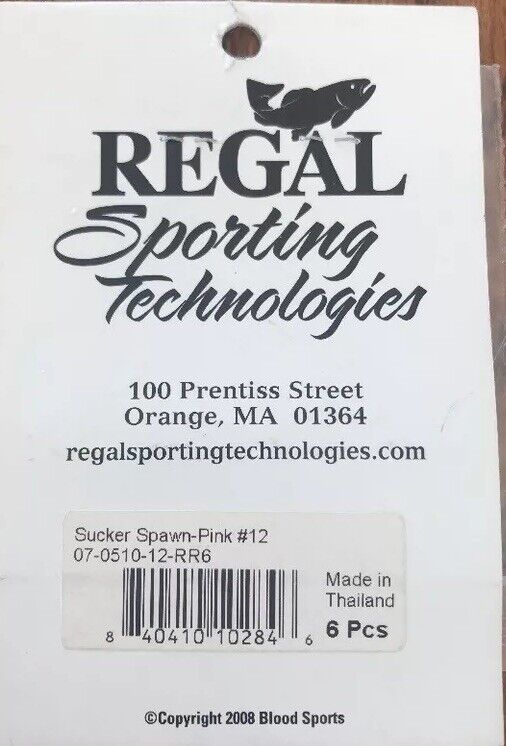 REGAL
Sporting
Technologies
100 Prentiss Street
Orange, MA 01364
regalsportingtechnologies.com
Sucker Spawn-Pink #12
07-0510-12-RR6
Made in
Thailand
8 40410 10284 6
6 Pcs
©Copyright 2008 Blood Sports